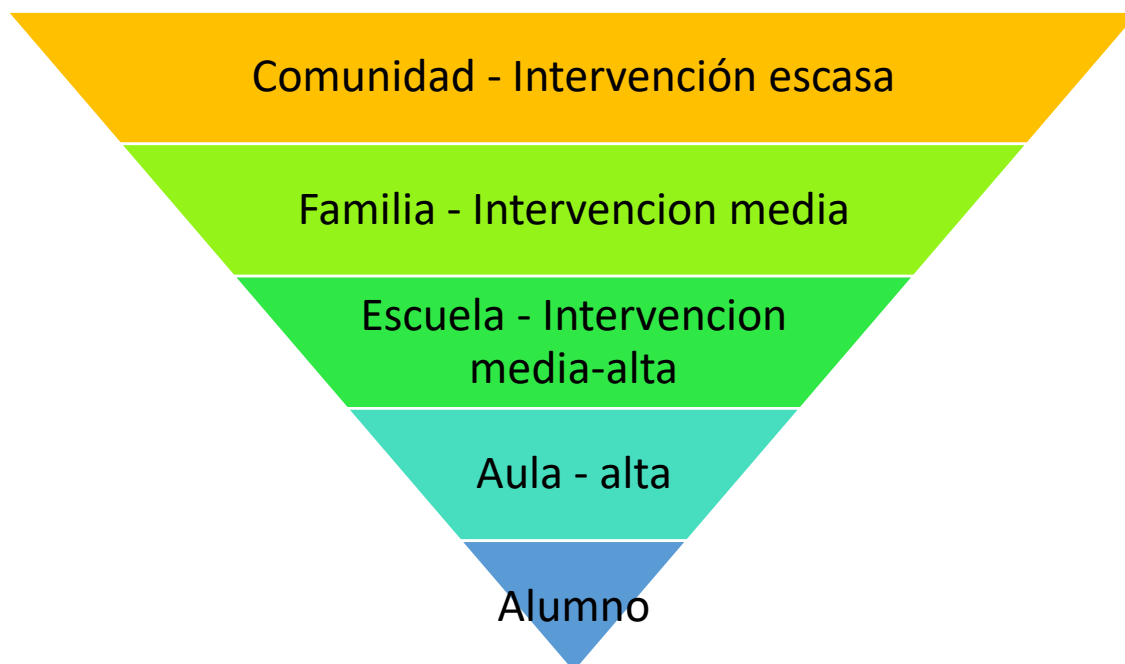 Comunidad - Intervención escasa
Familia - Intervencion media
Escuela - Intervencion
media-alta
Aula - alta
Alumno